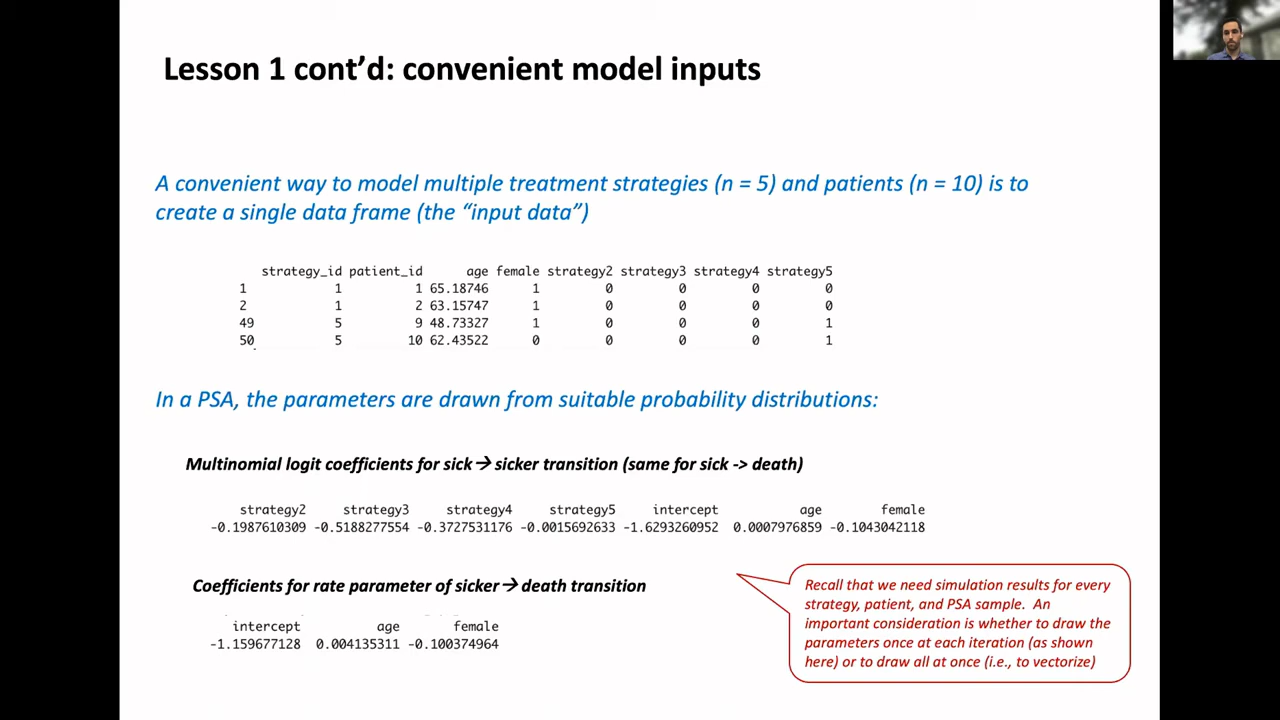 Lesson 1 cont’d: convenient model inputs
A convenient way to model multiple treatment strategies (n = 5) and patients (n = 10) is to
create a single data frame (the “input data”)
strategy_id patient_id age female strategy2 strategy3 strategy4 strategy5
1 1 1 65.18746 1 0 0 0 0
2 1 2 63.15747 1 0 0 0 0
49 5 9 48.73327 1 0 0 0 1
50 5 10 62.43522 0 0 0 0 1
In a PSA, the parameters are drawn from suitable probability distributions:
Multinomial logit coefficients for sick→sicker transition (same for sick -> death)
strategy2 strategy3 strategy4 strategy5 intercept age female
-0.1987610309 -0.5188277554 -0.3727531176 -0.0015692633 -1.6293260952 0.0007976859 -0.1043042118
Coefficients for rate parameter of sicker→death transition
intercept age female
-1.159677128 0.004135311 -0.100374964
Recall that we need simulation results for every
strategy, patient, and PSA sample. An
important consideration is whether to draw the
parameters once at each iteration (as shown
here) or to draw all at once (i.e., to vectorize)